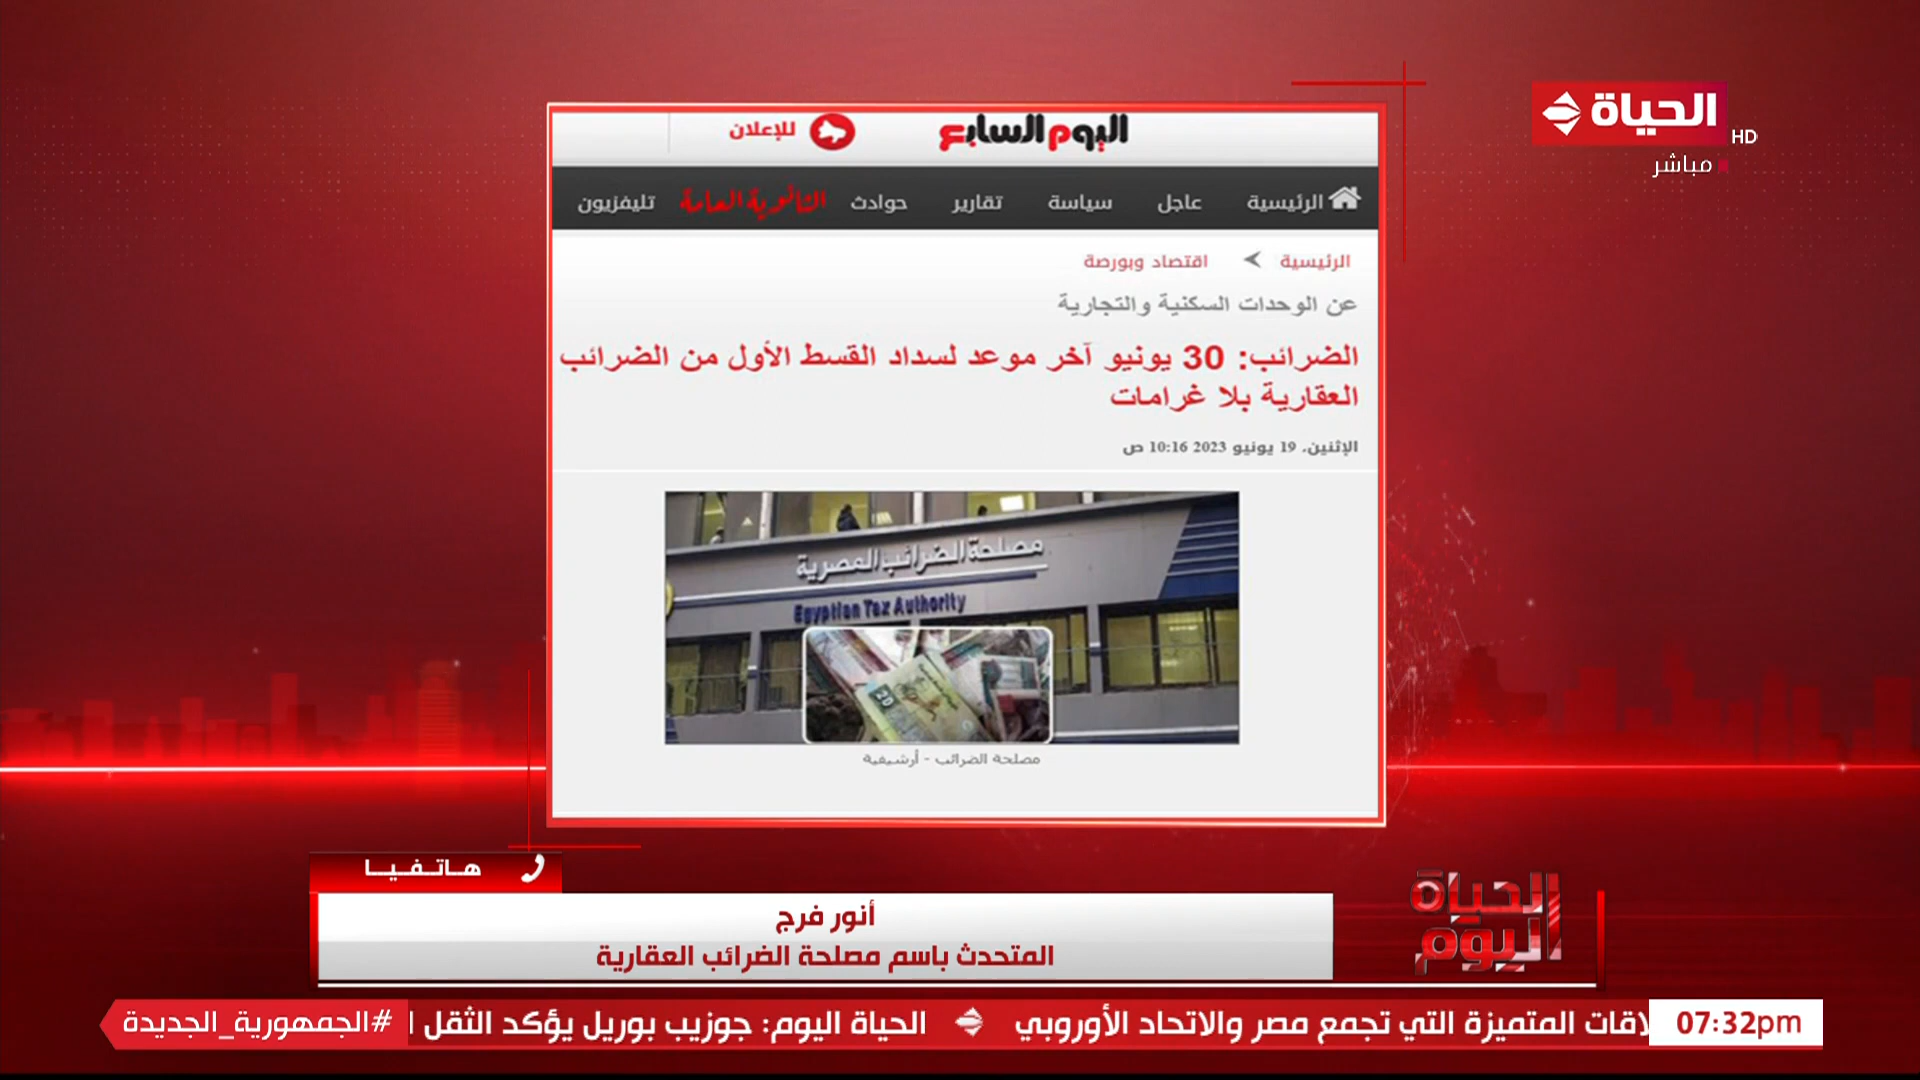 الحياة
HD
مباشر
اليوم السابع
للإعلان
الرئيسية
عاجل
سياسة
تقارير
حوادث
الثانوية العامة
تليفزيون
الرئيسية
اقتصاد وبورصة
عن الوحدات السكنية والتجارية
الضرائب: 30 يونيو آخر موعد لسداد القسط الأول من الضرائب
العقارية بلا غرامات
الإثنين، 19 يونيو 2023 10:16 ص
مصلحة الضرائب المصرية
Egyptian Tax Authority
20
مصلحة الضرائب - أرشيفية
هاتفيا
أنور فرج
المتحدث باسم مصلحة الضرائب العقارية
الحياة
اليوم
07:32pm
لاقات المتميزة التي تجمع مصر والاتحاد الأوروبي
الحياة اليوم: جوزيب بوريل يؤكد الثقل ا
#الجمهورية_الجديدة